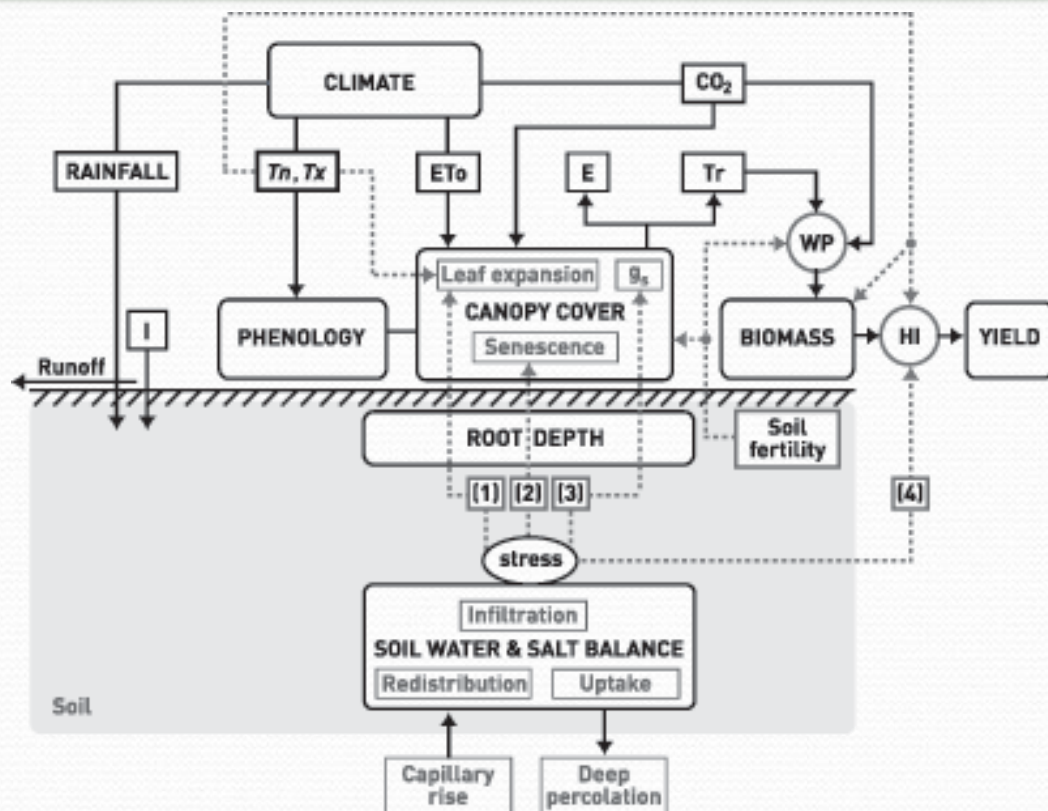 CLIMATE
CO₂
RAINFALL
Tn, Tx
ETo
E
Tr
WP
Leaf expansion
gₛ
I
PHENOLOGY
CANOPY COVER
BIOMASS
HI
YIELD
Senescence
Runoff
ROOT DEPTH
Soil
fertility
(1)
(2)
(3)
(4)
stress
Infiltration
SOIL WATER & SALT BALANCE
Redistribution
Uptake
Soil
Capillary
rise
Deep
percolation